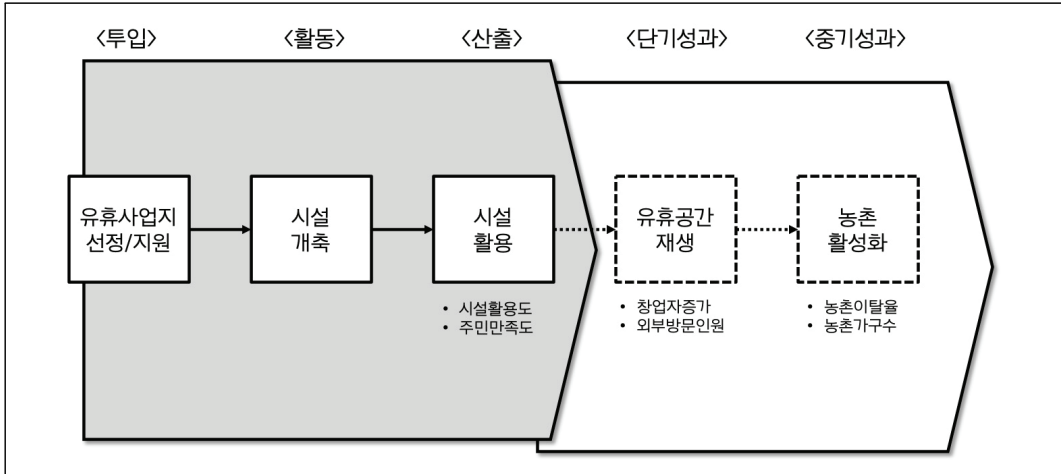 <투입>
<활동>
<산출>
<단기성과>
<중기성과>
유휴사업지
선정/지원
시설
개축
시설
활용
유휴공간
재생
농촌
활성화
• 시설활용도
• 주민만족도
• 창업자증가
• 외부방문인원
• 농촌이탈율
• 농촌가구수